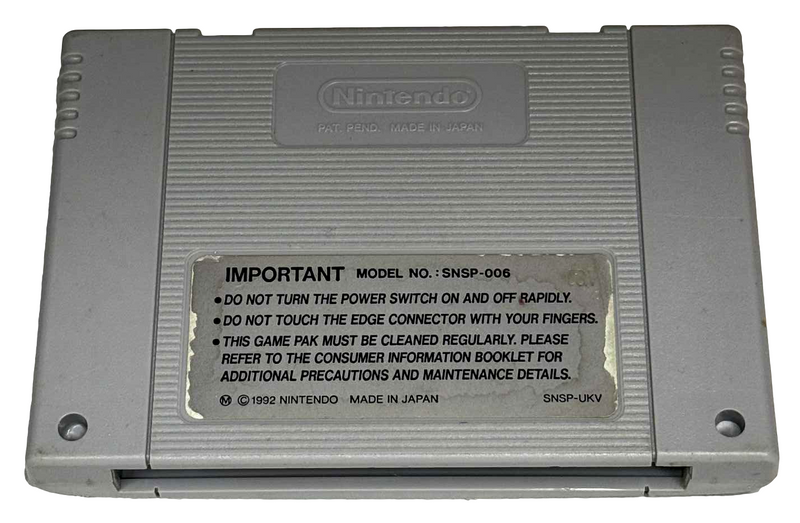 Nintendo
PAT. PEND. MADE IN JAPAN
IMPORTANT MODEL NO.: SNSP-006
•DO NOT TURN THE POWER SWITCH ON AND OFF RAPIDLY.
•DO NOT TOUCH THE EDGE CONNECTOR WITH YOUR FINGERS.
•THIS GAME PAK MUST BE CLEANED REGULARLY. PLEASE
REFER TO THE CONSUMER INFORMATION BOOKLET FOR
ADDITIONAL PRECAUTIONS AND MAINTENANCE DETAILS.
Ⓜ ©1992 NINTENDO MADE IN JAPAN SNSP-UKV